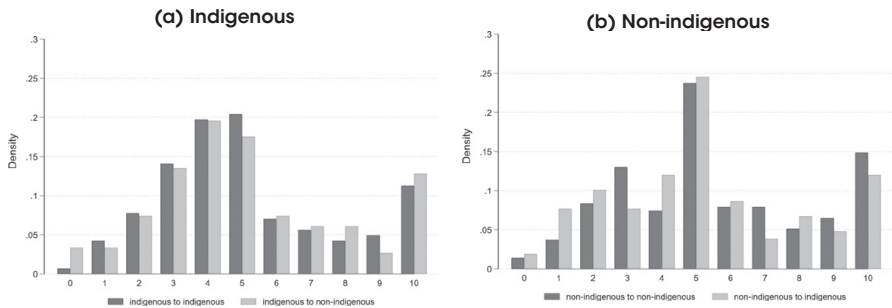 (a) Indigenous
.3
.25
.2
.15
.1
.05
0
Density
0 1 2 3 4 5 6 7 8 9 10
indigenous to indigenous indigenous to non-indigenous
(b) Non-indigenous
.3
.25
.2
.15
.1
.05
0
Density
0 1 2 3 4 5 6 7 8 9 10
non-indigenous to non-indigenous non-indigenous to indigenous